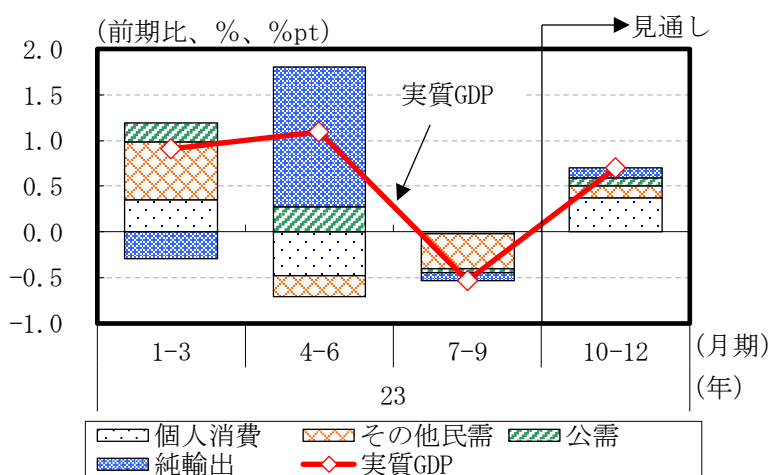 (前期比、%、%pt)
見通し
2.0
1.5
1.0
0.5
0.0
-0.5
-1.0
実質GDP
1-3 4-6 7-9 10-12 (月期)
23 (年)
個人消費 その他民需 公需
純輸出 実質GDP